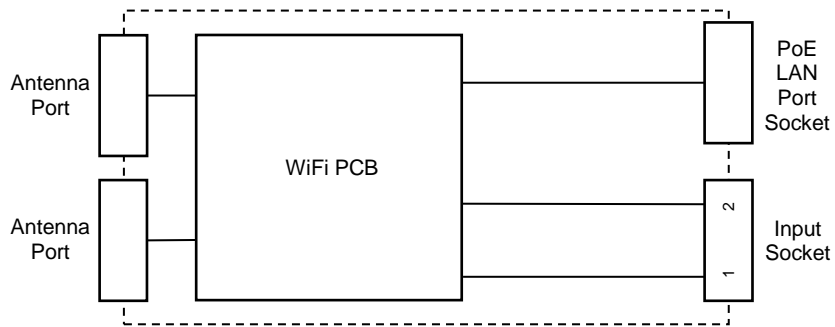 Antenna
Port
WiFi PCB
PoE
LAN
Port
Socket
Antenna
Port
2
1
Input
Socket